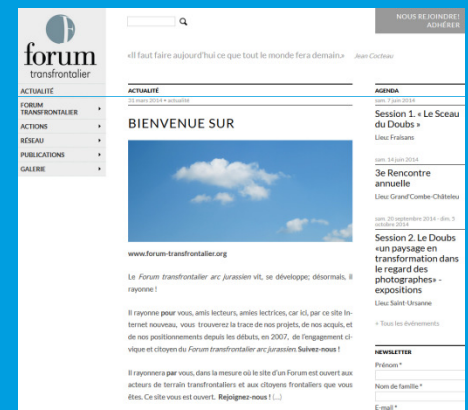 NOUS REJOINDRE!
ADHÉRER
forum
transfrontalier
«Il faut faire aujourd'hui ce que tout le monde fera demain.» Jean Cocteau
ACTUALITÉ
FORUM
TRANSFRONTALIER
ACTIONS
RÉSEAU
PUBLICATIONS
GALERIE
ACTUALITÉ
31 mars 2014 • actualité
BIENVENUE SUR
www.forum-transfrontalier.org
Le Forum transfrontalier arc jurassien vit, se développe; désormais, il
rayonne !
Il rayonne pour vous, amis lecteurs, amies lectrices, car ici, par ce site In-
ternet nouveau, vous trouverez la trace de nos projets, de nos acquis, et
de nos positionnements depuis les débuts, en 2007, de l'engagement ci-
vique et citoyen du Forum transfrontalier arc jurassien. Suivez-nous !
Il rayonnera par vous, dans la mesure où le site d'un Forum est ouvert aux
acteurs de terrain transfrontaliers et aux citoyens frontaliers que vous
êtes. Ce site vous est ouvert. Rejoignez-nous ! (...)
AGENDA
sam. 7 juin 2014
Session 1. « Le Sceau
du Doubs »
Lieu: Fraisans
sam. 14 juin 2014
3e Rencontre
annuelle
Lieu: Grand'Combe-Châteleu
sam. 20 septembre 2014 - dim. 5
octobre 2014
Session 2. Le Doubs
«un paysage en
transformation dans
le regard des
photographes» -
expositions
Lieu: Saint-Ursanne
» Tous les événements
NEWSLETTER
Prénom *
Nom de famille *
E-mail *